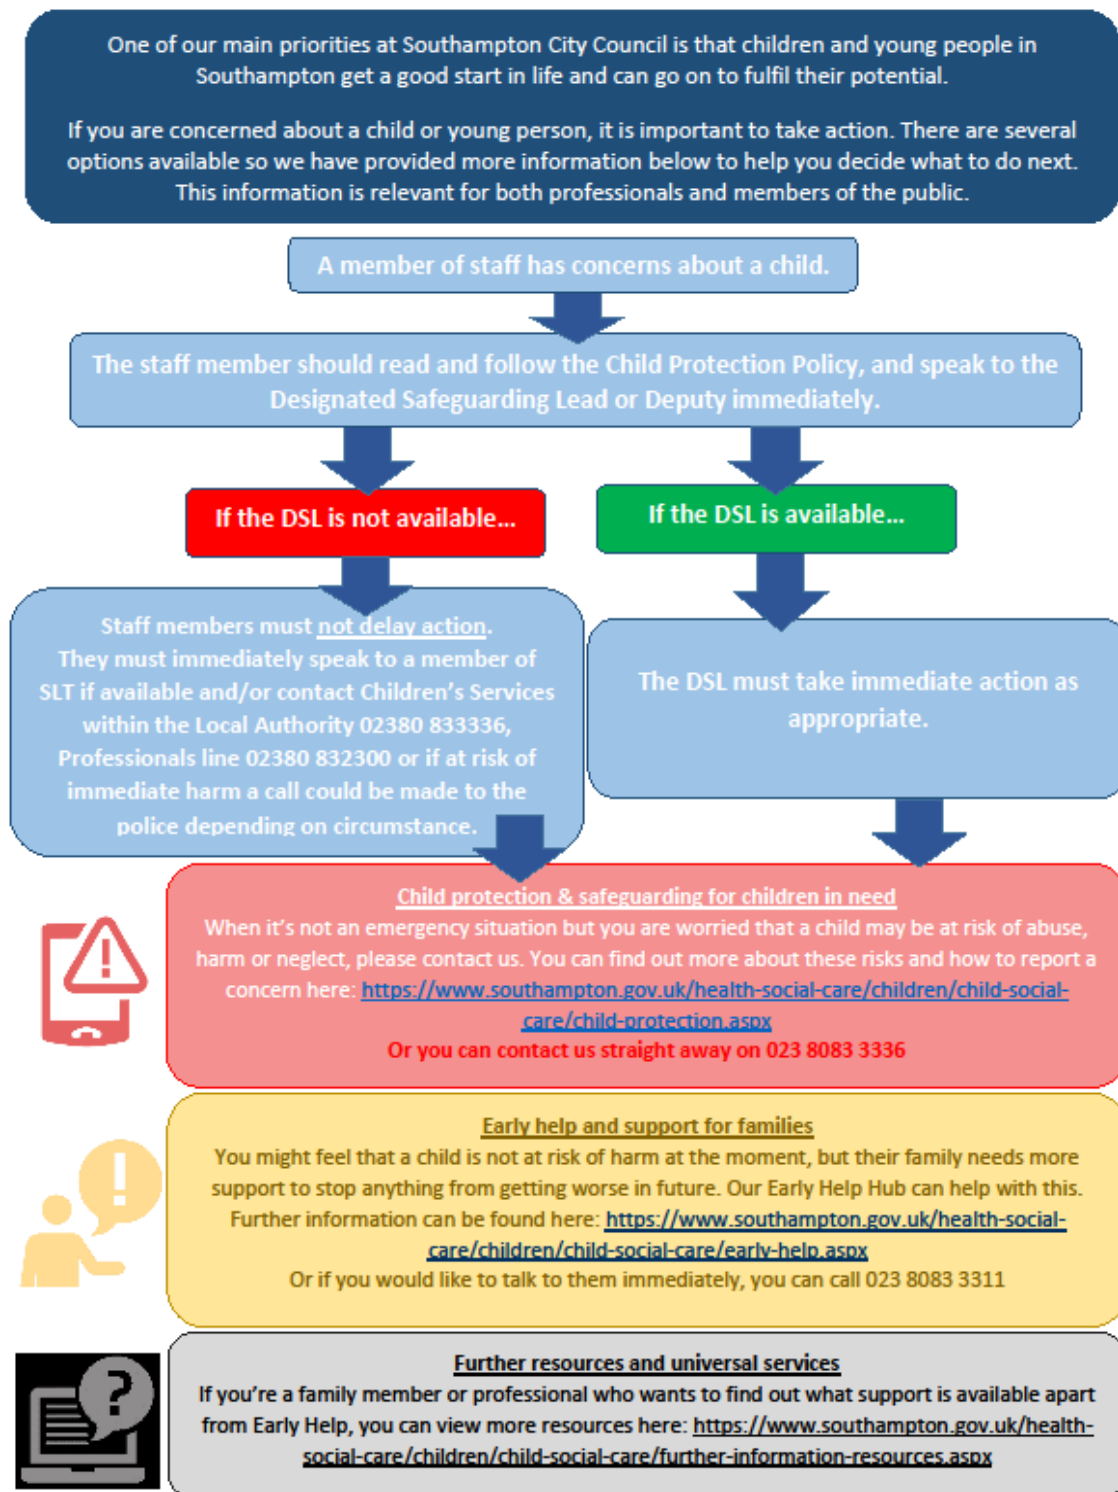 One of our main priorities at Southampton City Council is that children and young people in
Southampton get a good start in life and can go on to fulfil their potential.
If you are concerned about a child or young person, it is important to take action. There are several
options available so we have provided more information below to help you decide what to do next.
This information is relevant for both professionals and members of the public.
A member of staff has concerns about a child.
The staff member should read and follow the Child Protection Policy, and speak to the
Designated Safeguarding Lead or Deputy immediately.
If the DSL is not available...
If the DSL is available...
Staff members must not delay action.
They must immediately speak to a member of
SLT if available and/or contact Children's Services
within the Local Authority 02380 833336,
Professionals line 02380 832300 or if at risk of
immediate harm a call could be made to the
police depending on circumstance.
The DSL must take immediate action as
appropriate.
Child protection & safeguarding for children in need
When it's not an emergency situation but you are worried that a child may be at risk of abuse,
harm or neglect, please contact us. You can find out more about these risks and how to report a
concern here: https://www.southampton.gov.uk/health-social-care/children/child-social-
care/child-protection.aspx
Or you can contact us straight away on 023 8083 3336
Early help and support for families
You might feel that a child is not at risk of harm at the moment, but their family needs more
support to stop anything from getting worse in future. Our Early Help Hub can help with this.
Further information can be found here: https://www.southampton.gov.uk/health-social-
care/children/child-social-care/early-help.aspx
Or if you would like to talk to them immediately, you can call 023 8083 3311
Further resources and universal services
If you're a family member or professional who wants to find out what support is available apart
from Early Help, you can view more resources here: https://www.southampton.gov.uk/health-
social-care/children/child-social-care/further-information-resources.aspx